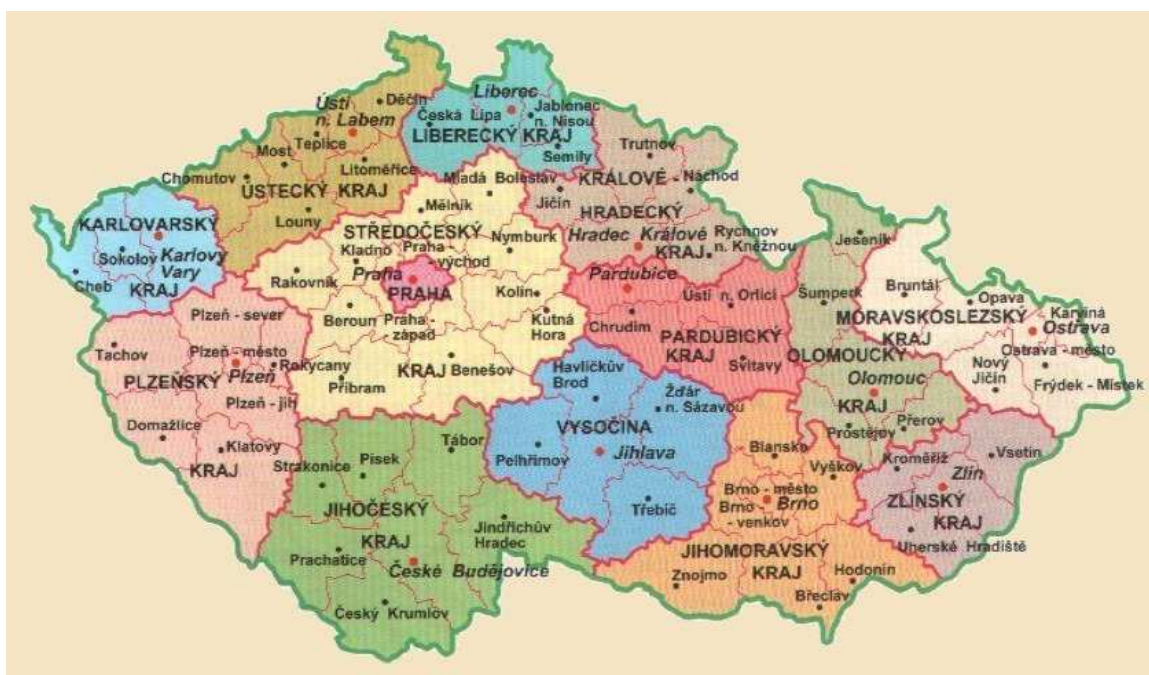 Liberec
Ústí
n. Labem
Děčín
Česká Lípa
Jablonec
n. Nisou
LIBERECKÝ KRAJ
Teplice
Most
Semily
Trutnov
Litoměřice
Chomutov
ÚSTECKÝ KRAJ
Mladá Boleslav
KRÁLOVÉ -
Náchod
Jičín
Louny
Mělník
HRADECKÝ
KARLOVARSKÝ
STŘEDOČESKÝ
Nymburk
Hradec Králové
Rychnov
n. Kněžnou
KRAJ
Jeseník
Sokolov
Karlovy
Vary
Kladno
Praha -
východ
Cheb
KRAJ
Rakovník
Praha
PRAHA
Pardubice
Kolín
Ústí n. Orlicí
Šumperk
Bruntál
Opava
Karviná
Plzeň - sever
Beroun
Praha -
západ
Kutná
Hora
Chrudim
PARDUBICKÝ
KRAJ
MORAVSKOSLEZSKÝ
KRAJ
Ostrava
Ostrava - město
Tachov
Plzeň - město
Rokycany
PLZEŇSKÝ
Plzeň
KRAJ
Benešov
Havlíčkův
Brod
Svitavy
OLOMOUCKÝ
Nový
Jičín
Frýdek - Místek
Příbram
Olomouc
Plzeň - jih
Žďár
n. Sázavou
KRAJ
Domažlice
Přerov
Klatovy
Tábor
VYSOČINA
Prostějov
KRAJ
Strakonice
Písek
Pelhřimov
Jihlava
Blansko
Vyškov
Kroměříž
Vsetín
Zlín
JIHOČESKÝ
Třebíč
Brno - město
Brno -
- venkov
Brno
ZLÍNSKÝ
KRAJ
Jindřichův
Hradec
KRAJ
Uherské Hradiště
Prachatice
České Budějovice
JIHOMORAVSKÝ
KRAJ
Znojmo
Hodonín
Břeclav
Český Krumlov